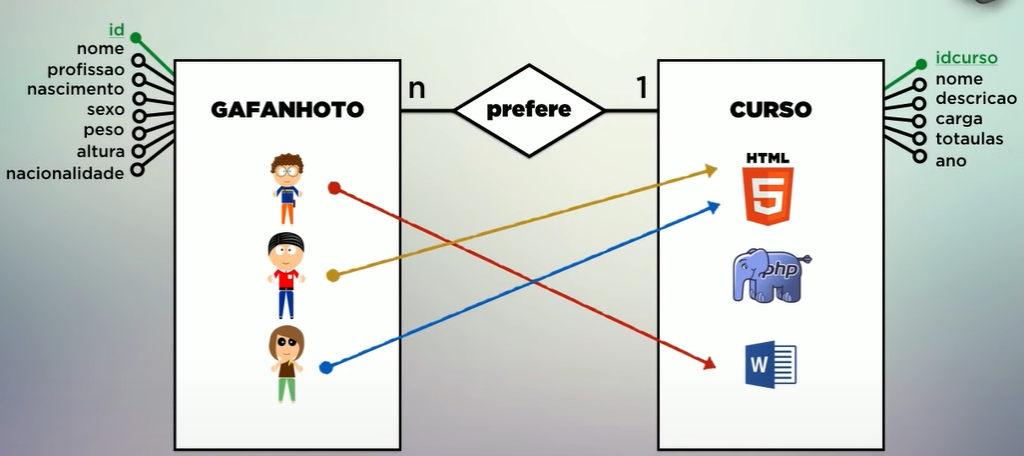 id
nome
profissao
nascimento
sexo
peso
altura
nacionalidade
GAFANHOTO
n
prefere
1
CURSO
HTML
5
php
W
idcurso
nome
descricao
carga
totaulas
ano